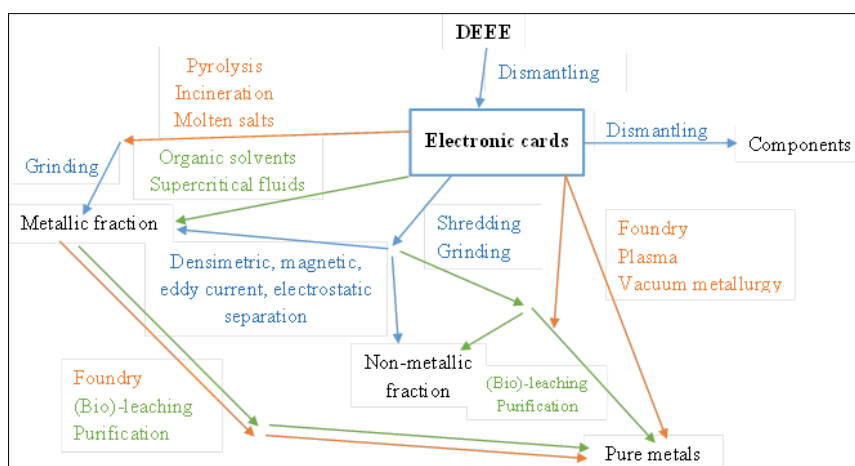 DEEE
Dismantling
Pyrolysis
Incineration
Molten salts
Electronic cards
Dismantling
Components
Grinding
Organic solvents
Supercritical fluids
Metallic fraction
Shredding
Grinding
Foundry
Plasma
Vacuum metallurgy
Densimetric, magnetic,
eddy current, electrostatic
separation
Non-metallic
fraction
(Bio)-leaching
Purification
Foundry
(Bio)-leaching
Purification
Pure metals